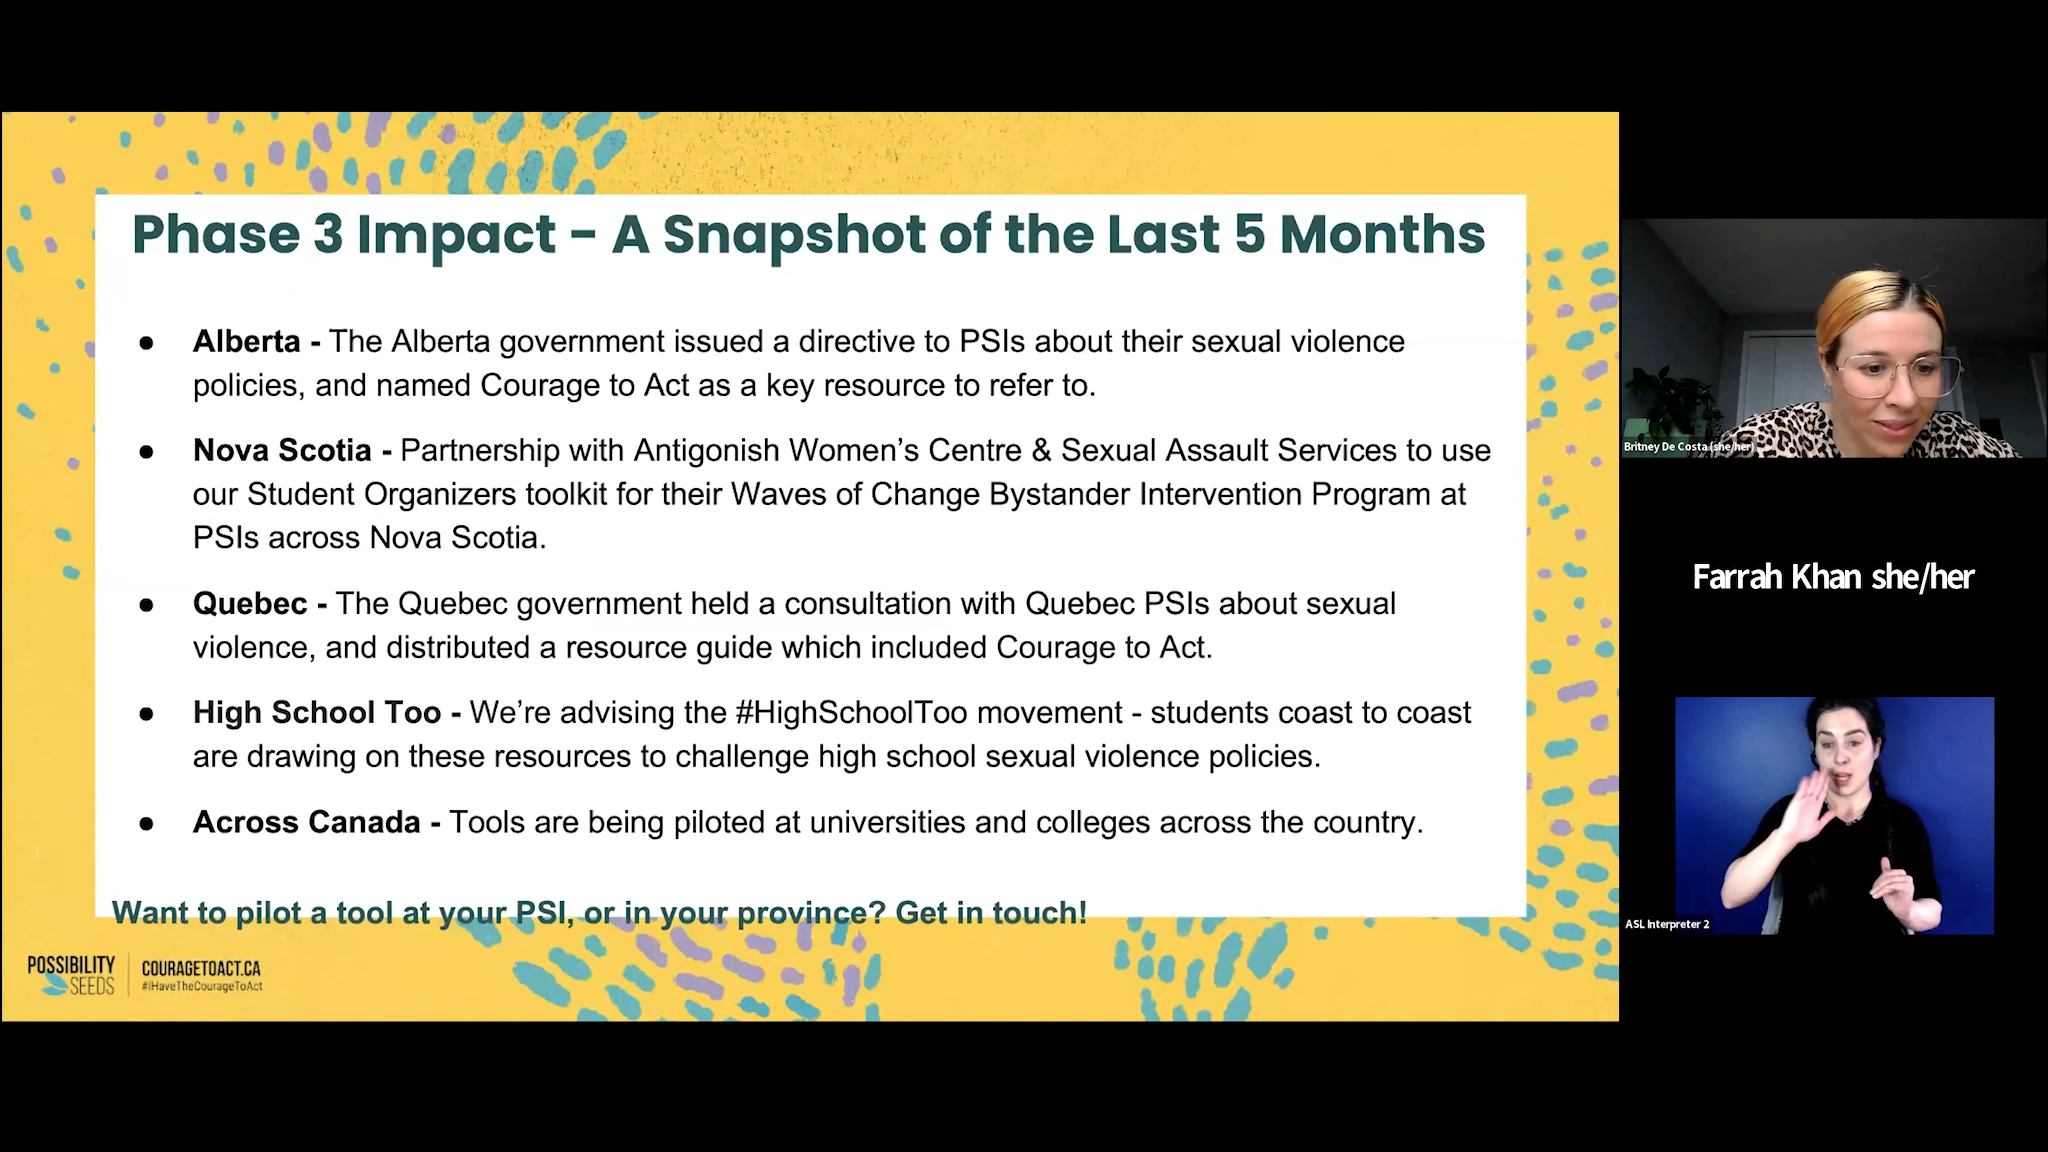 Phase 3 Impact - A Snapshot of the Last 5 Months
● Alberta - The Alberta government issued a directive to PSIs about their sexual violence
policies, and named Courage to Act as a key resource to refer to.
● Nova Scotia - Partnership with Antigonish Women’s Centre & Sexual Assault Services to use
our Student Organizers toolkit for their Waves of Change Bystander Intervention Program at
PSIs across Nova Scotia.
● Quebec - The Quebec government held a consultation with Quebec PSIs about sexual
violence, and distributed a resource guide which included Courage to Act.
● High School Too - We’re advising the #HighSchoolToo movement - students coast to coast
are drawing on these resources to challenge high school sexual violence policies.
● Across Canada - Tools are being piloted at universities and colleges across the country.
Want to pilot a tool at your PSI, or in your province? Get in touch!
POSSIBILITY
SEEDS
COURAGETOACT.CA
#IHaveTheCourageToAct
Britney De Costa (she/her)
Farrah Khan she/her
ASL Interpreter 2